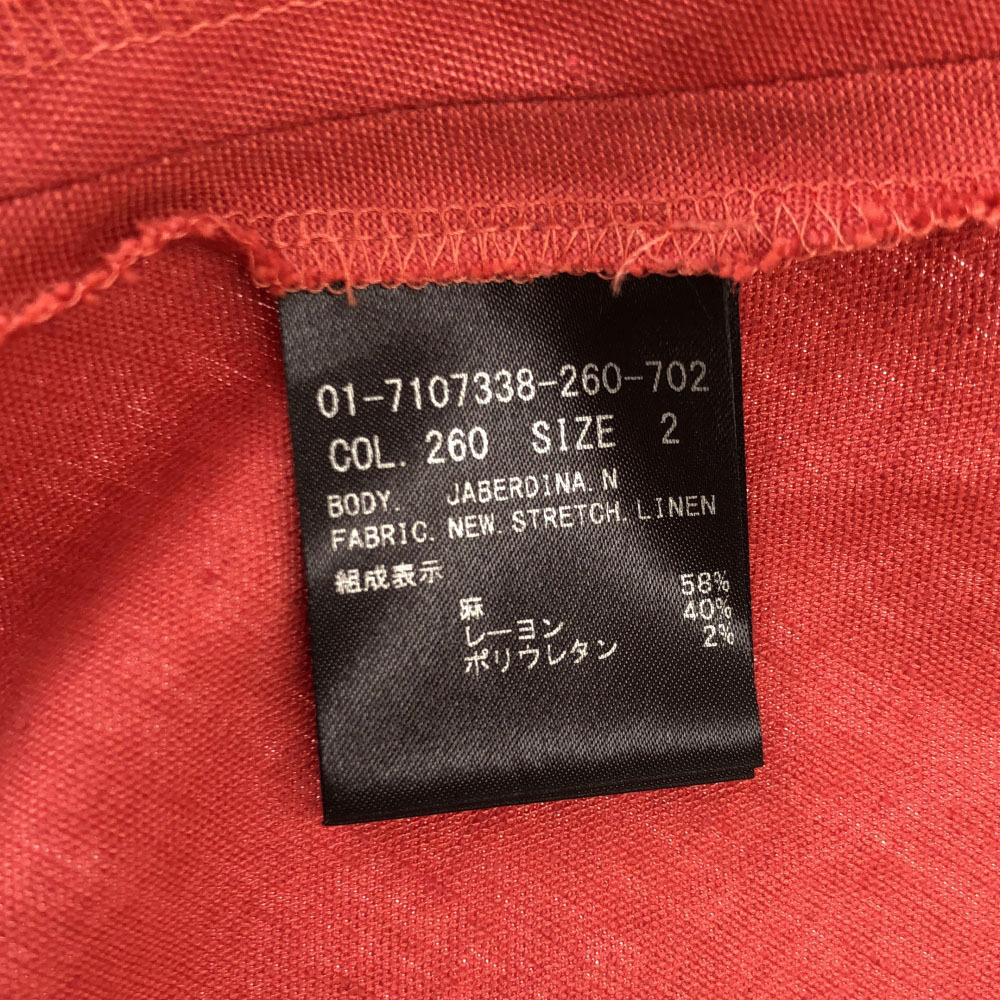 01-7107338-260-702
COL. 260 SIZE 2
BODY. JABERDINA.N
FABRIC.NEW.STRETCH.LINEN
組成表示
麻 58%
レーヨン 40%
ポリウレタン 2%